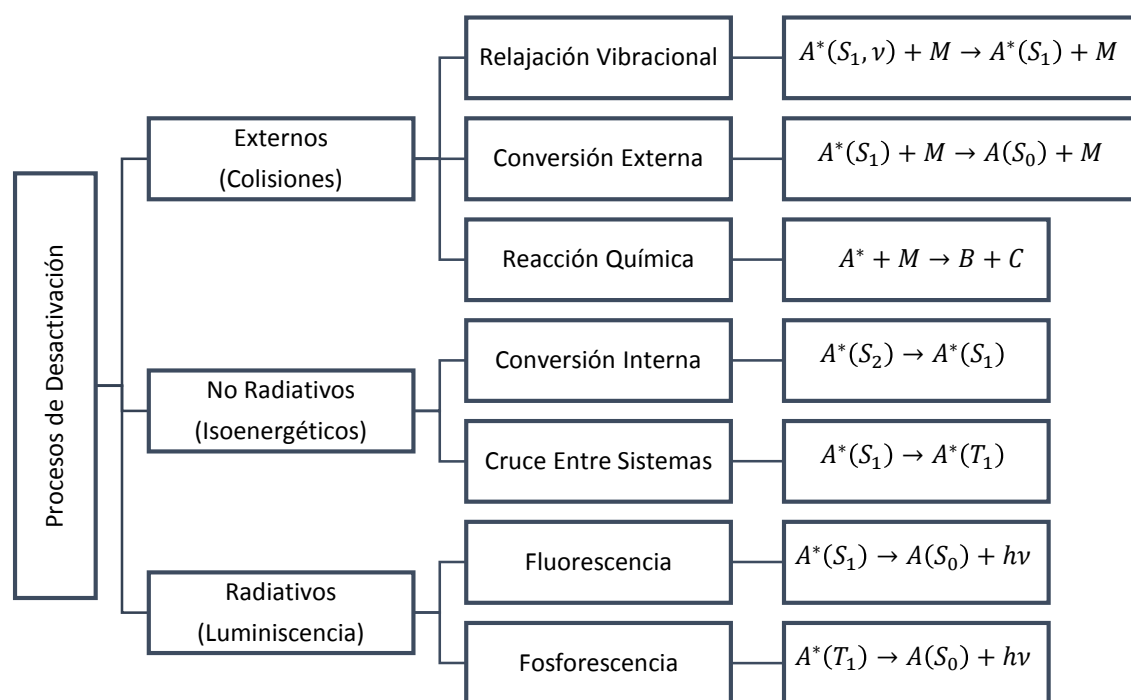 Procesos de Desactivación
Externos
(Colisiones)
Relajación Vibracional
A*(S₁, ν) + M → A*(S₁) + M
Conversión Externa
A*(S₁) + M → A(S₀) + M
Reacción Química
A* + M → B + C
No Radiativos
(Isoenergéticos)
Conversión Interna
A*(S₂) → A*(S₁)
Cruce Entre Sistemas
A*(S₁) → A*(T₁)
Radiativos
(Luminiscencia)
Fluorescencia
A*(S₁) → A(S₀) + hν
Fosforescencia
A*(T₁) → A(S₀) + hν